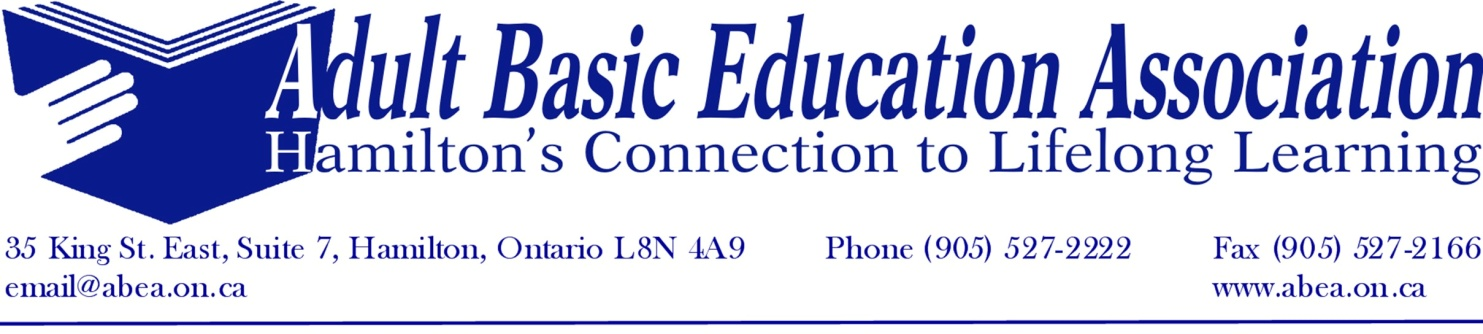 Adult Basic Education Association
Hamilton's Connection to Lifelong Learning
35 King St. East, Suite 7, Hamilton, Ontario L8N 4A9 Phone (905) 527-2222 Fax (905) 527-2166
email@abea.on.ca www.abea.on.ca